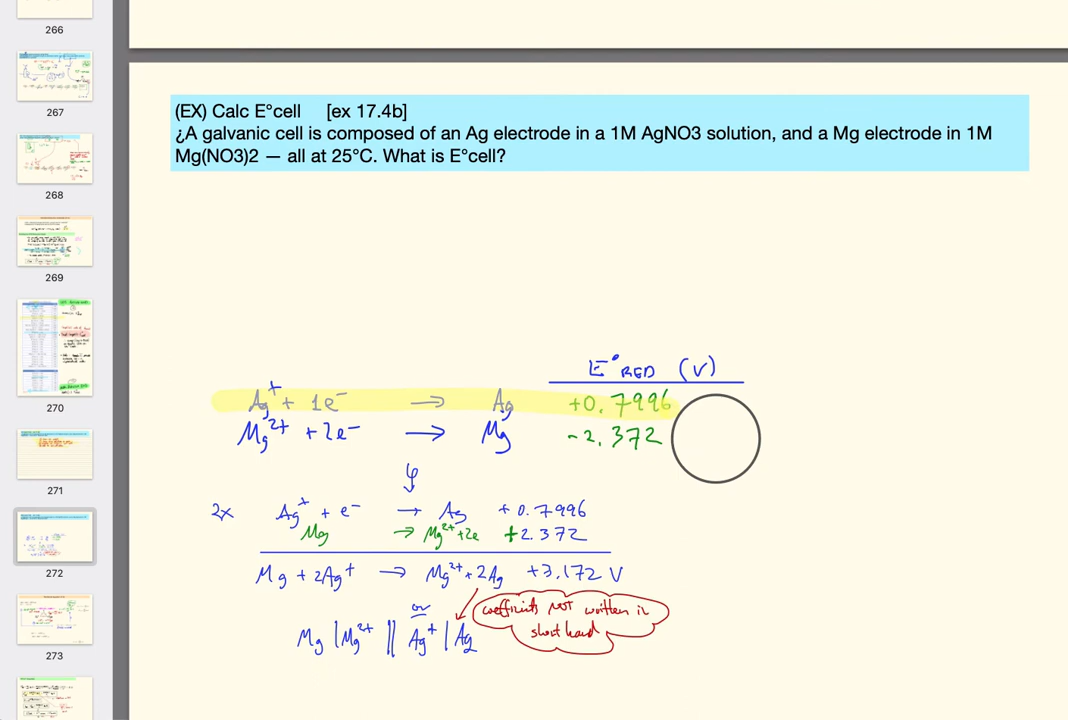 266
267
268
269
270
271
272
273
(EX) Calc E°cell [ex 17.4b]
¿A galvanic cell is composed of an Ag electrode in a 1M AgNO3 solution, and a Mg electrode in 1M
Mg(NO3)2 — all at 25°C. What is E°cell?
E°RED (V)
Ag⁺ + 1e⁻ → Ag +0.7996
Mg²⁺ + 2e⁻ → Mg -2.372
2x Ag⁺ + e⁻ → Ag +0.7996
Mg → Mg²⁺+2e +2.372
Mg + 2Ag⁺ → Mg²⁺+2Ag +3.172 V
or
coefficients not written in
short hand
Mg | Mg²⁺ || Ag⁺ | Ag